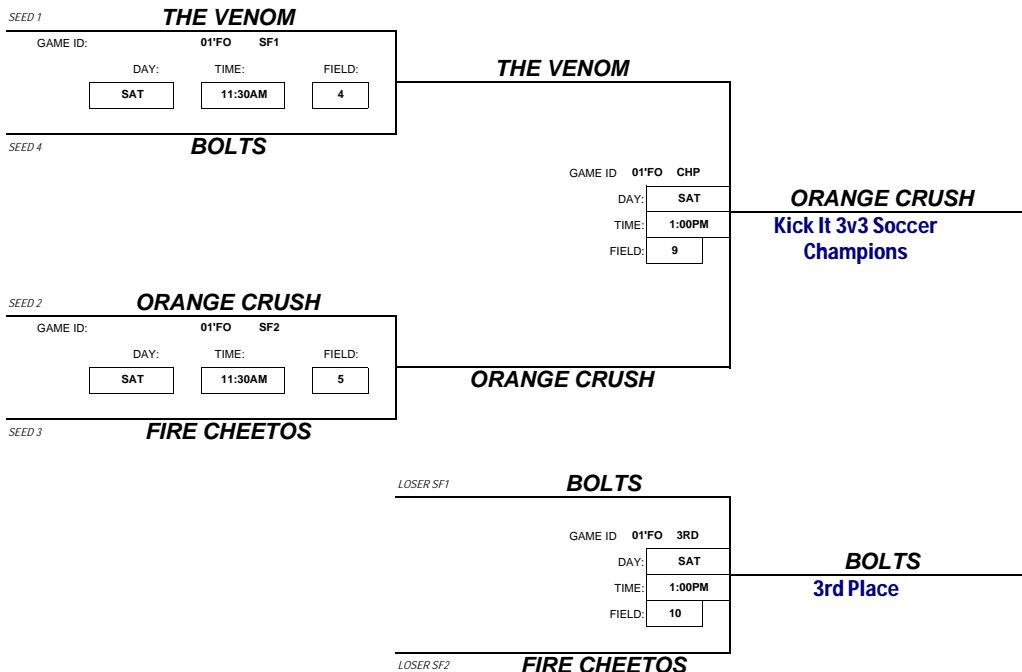 SEED 1 THE VENOM
GAME ID: 01'FO SF1
DAY: TIME: FIELD:
SAT 11:30AM 4
THE VENOM
SEED 4 BOLTS
GAME ID 01'FO CHP
DAY: SAT
TIME: 1:00PM
FIELD: 9
ORANGE CRUSH
Kick It 3v3 Soccer
Champions
SEED 2 ORANGE CRUSH
GAME ID: 01'FO SF2
DAY: TIME: FIELD:
SAT 11:30AM 5
ORANGE CRUSH
SEED 3 FIRE CHEETOS
LOSER SF1 BOLTS
GAME ID 01'FO 3RD
DAY: SAT
TIME: 1:00PM
FIELD: 10
BOLTS
3rd Place
LOSER SF2 FIRE CHEETOS